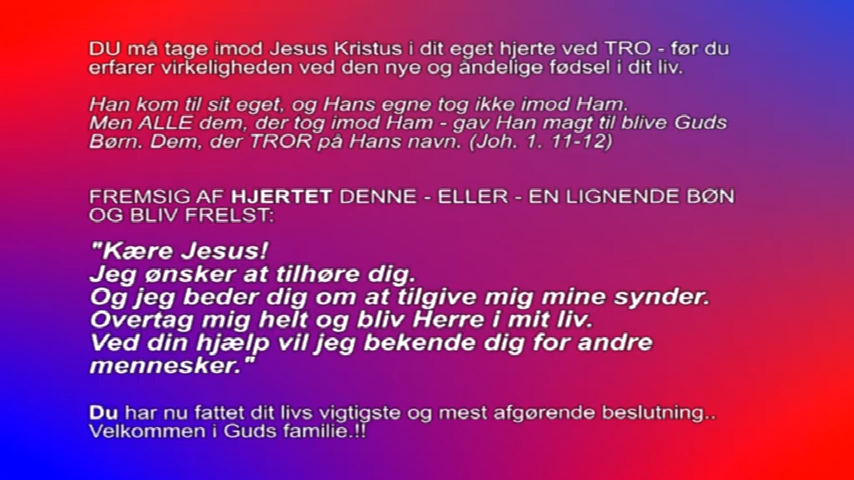 DU må tage imod Jesus Kristus i dit eget hjerte ved TRO - før du
erfarer virkeligheden ved den nye og åndelige fødsel i dit liv.
Han kom til sit eget, og Hans egne tog ikke imod Ham.
Men ALLE dem, der tog imod Ham - gav Han magt til blive Guds
Børn. Dem, der TROR på Hans navn. (Joh. 1. 11-12)
FREMSIG AF HJERTET DENNE - ELLER - EN LIGNENDE BØN
OG BLIV FRELST:
"Kære Jesus!
Jeg ønsker at tilhøre dig.
Og jeg beder dig om at tilgive mig mine synder.
Overtag mig helt og bliv Herre i mit liv.
Ved din hjælp vil jeg bekende dig for andre
mennesker."
Du har nu fattet dit livs vigtigste og mest afgørende beslutning..
Velkommen i Guds familie.!!